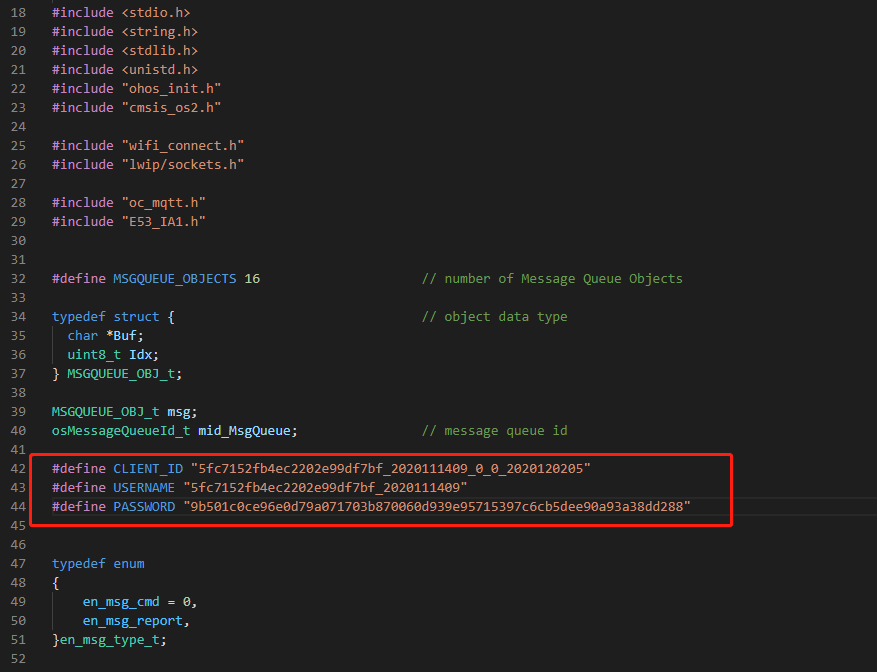 18 #include <stdio.h>
19 #include <string.h>
20 #include <stdlib.h>
21 #include <unistd.h>
22 #include "ohos_init.h"
23 #include "cmsis_os2.h"
24
25 #include "wifi_connect.h"
26 #include "lwip/sockets.h"
27
28 #include "oc_mqtt.h"
29 #include "E53_IA1.h"
30
31
32 #define MSGQUEUE_OBJECTS 16 // number of Message Queue Objects
33
34 typedef struct { // object data type
35 char *Buf;
36 uint8_t Idx;
37 } MSGQUEUE_OBJ_t;
38
39 MSGQUEUE_OBJ_t msg;
40 osMessageQueueId_t mid_MsgQueue; // message queue id
41
42 #define CLIENT_ID "5fc7152fb4ec2202e99df7bf_2020111409_0_0_2020120205"
43 #define USERNAME "5fc7152fb4ec2202e99df7bf_2020111409"
44 #define PASSWORD "9b501c0ce96e0d79a071703b870060d939e95715397c6cb5dee90a93a38dd288"
45
46
47 typedef enum
48 {
49 en_msg_cmd = 0,
50 en_msg_report,
51 }en_msg_type_t;
52